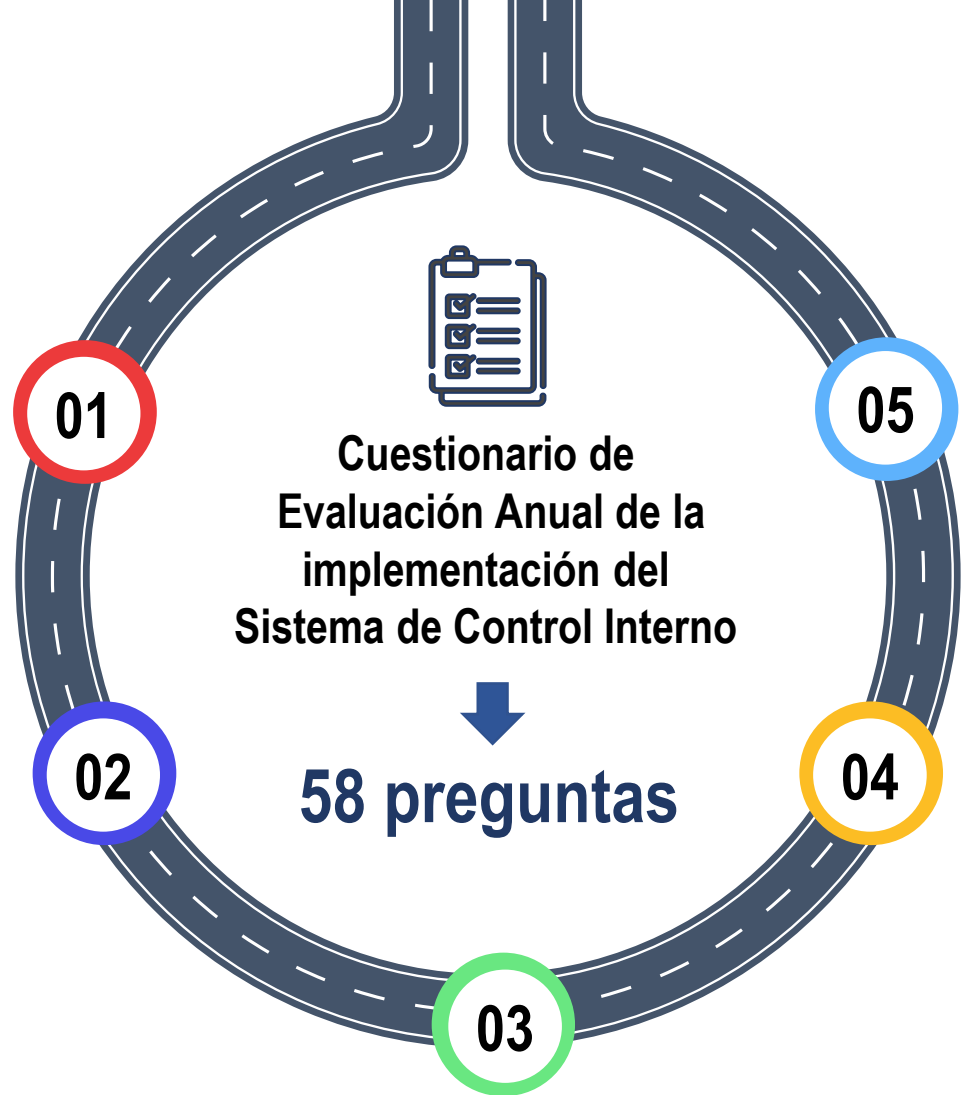 01
05
Cuestionario de
Evaluación Anual de la
implementación del
Sistema de Control Interno
02
58 preguntas
04
03